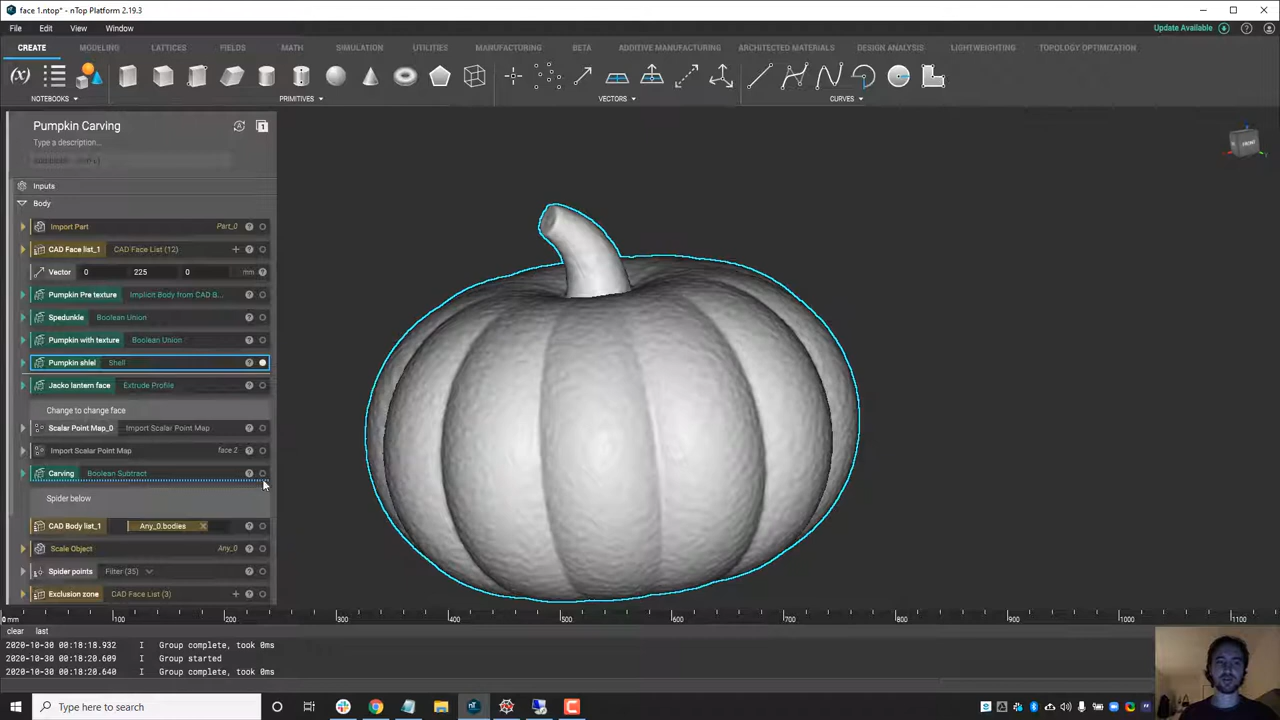 face 1.ntop* - nTop Platform 2.19.3
File Edit View Window
Update Available
CREATE MODELING LATTICES FIELDS MATH SIMULATION UTILITIES MANUFACTURING BETA ADDITIVE MANUFACTURING ARCHITECTED MATERIALS DESIGN ANALYSIS LIGHTWEIGHTING TOPOLOGY OPTIMIZATION
(x)
NOTEBOOKS PRIMITIVES VECTORS CURVES
Pumpkin Carving
1
Type a description...
FRONT
Inputs
Body
Import Part Part_0
CAD Face list_1 CAD Face List (12)
Vector 0 225 0 mm
Pumpkin Pre texture Implicit Body from CAD B...
Spedunkle Boolean Union
Pumpkin with texture Boolean Union
Pumpkin shlel Shell
Jacko lantern face Extrude Profile
Change to change face
Scalar Point Map_0 Import Scalar Point Map
Import Scalar Point Map face 2
Carving Boolean Subtract
Spider below
CAD Body list_1 Any_0.bodies x
Scale Object Any_0
Spider points Filter (35)
Exclusion zone CAD Face List (3)
0 mm 100 200 300 400 500 600 700 800 900 1000 1100
clear last
2020-10-30 00:18:18.932 I Group complete, took 0ms
2020-10-30 00:18:20.609 I Group started
2020-10-30 00:18:20.640 I Group complete, took 0ms
Type here to search